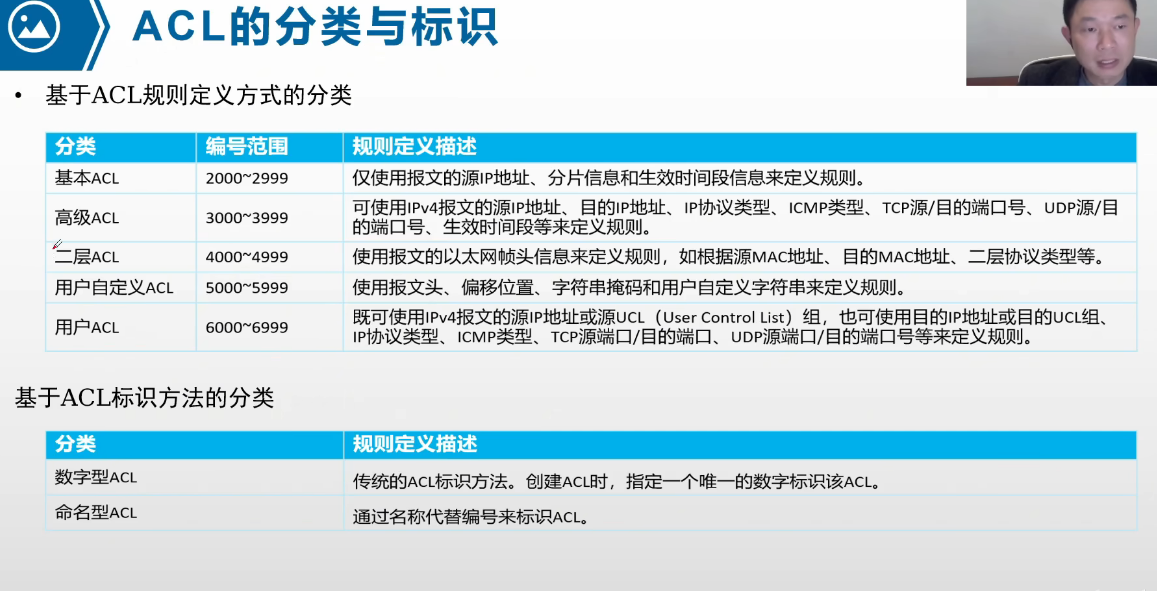 ACL的分类与标识
• 基于ACL规则定义方式的分类
分类 编号范围 规则定义描述
基本ACL 2000~2999 仅使用报文的源IP地址、分片信息和生效时间段信息来定义规则。
高级ACL 3000~3999 可使用IPv4报文的源IP地址、目的IP地址、IP协议类型、ICMP类型、TCP源/目的端口号、UDP源/目
的端口号、生效时间段等来定义规则。
二层ACL 4000~4999 使用报文的以太网帧头信息来定义规则，如根据源MAC地址、目的MAC地址、二层协议类型等。
用户自定义ACL 5000~5999 使用报文头、偏移位置、字符串掩码和用户自定义字符串来定义规则。
用户ACL 6000~6999 既可使用IPv4报文的源IP地址或源UCL（User Control List）组，也可使用目的IP地址或目的UCL组、
IP协议类型、ICMP类型、TCP源端口/目的端口、UDP源端口/目的端口号等来定义规则。
基于ACL标识方法的分类
分类 规则定义描述
数字型ACL 传统的ACL标识方法。创建ACL时，指定一个唯一的数字标识该ACL。
命名型ACL 通过名称代替编号来标识ACL。